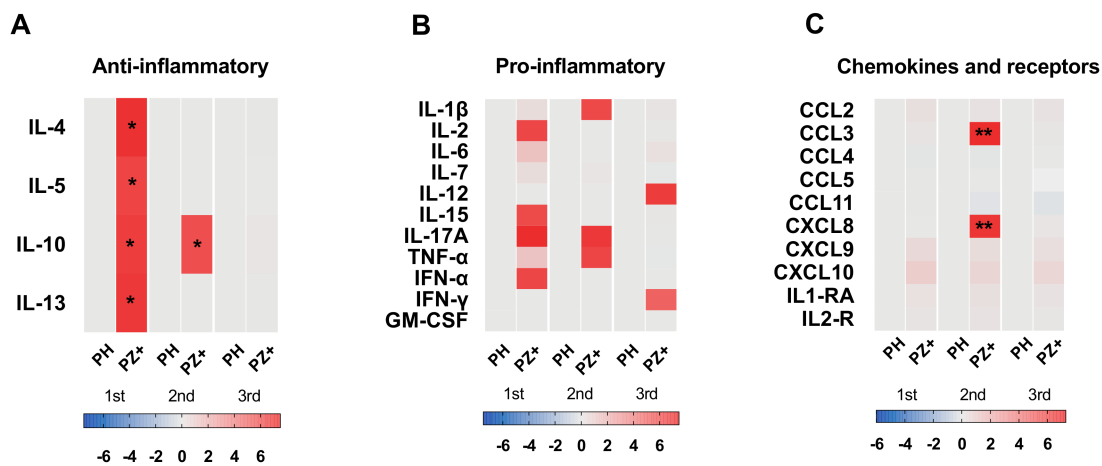 A
Anti-inflammatory
IL-4
*
IL-5
*
IL-10
*
*
IL-13
*
PH PZ+ PH PZ+ PH PZ+
1st 2nd 3rd
-6 -4 -2 0 2 4 6
B
Pro-inflammatory
IL-1β
IL-2
IL-6
IL-7
IL-12
IL-15
IL-17A
TNF-α
IFN-α
IFN-γ
GM-CSF
PH PZ+ PH PZ+ PH PZ+
1st 2nd 3rd
-6 -4 -2 0 2 4 6
C
Chemokines and receptors
CCL2
CCL3
**
CCL4
CCL5
CCL11
CXCL8
**
CXCL9
CXCL10
IL1-RA
IL2-R
PH PZ+ PH PZ+ PH PZ+
1st 2nd 3rd
-6 -4 -2 0 2 4 6